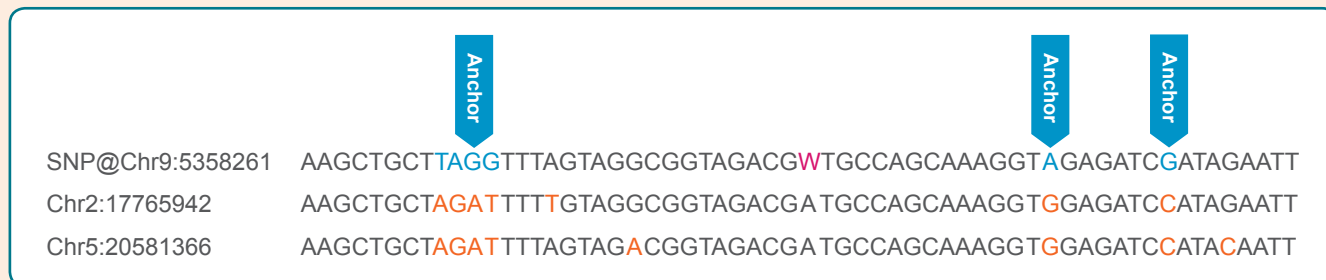 Anchor Anchor Anchor
SNP@Chr9:5358261 AAGCTGCTTAGGTTTAGTAGGCGGTAGACGWTGCCAGCAAAGGTAGAGATCGATAGAATT
Chr2:17765942 AAGCTGCTAGATTTTTGTAGGCGGTAGACGATGCCAGCAAAGGTGGAGATCCATAGAATT
Chr5:20581366 AAGCTGCTAGATTTTAGTAGACGGTAGACGATGCCAGCAAAGGTGGAGATCCATACAATT